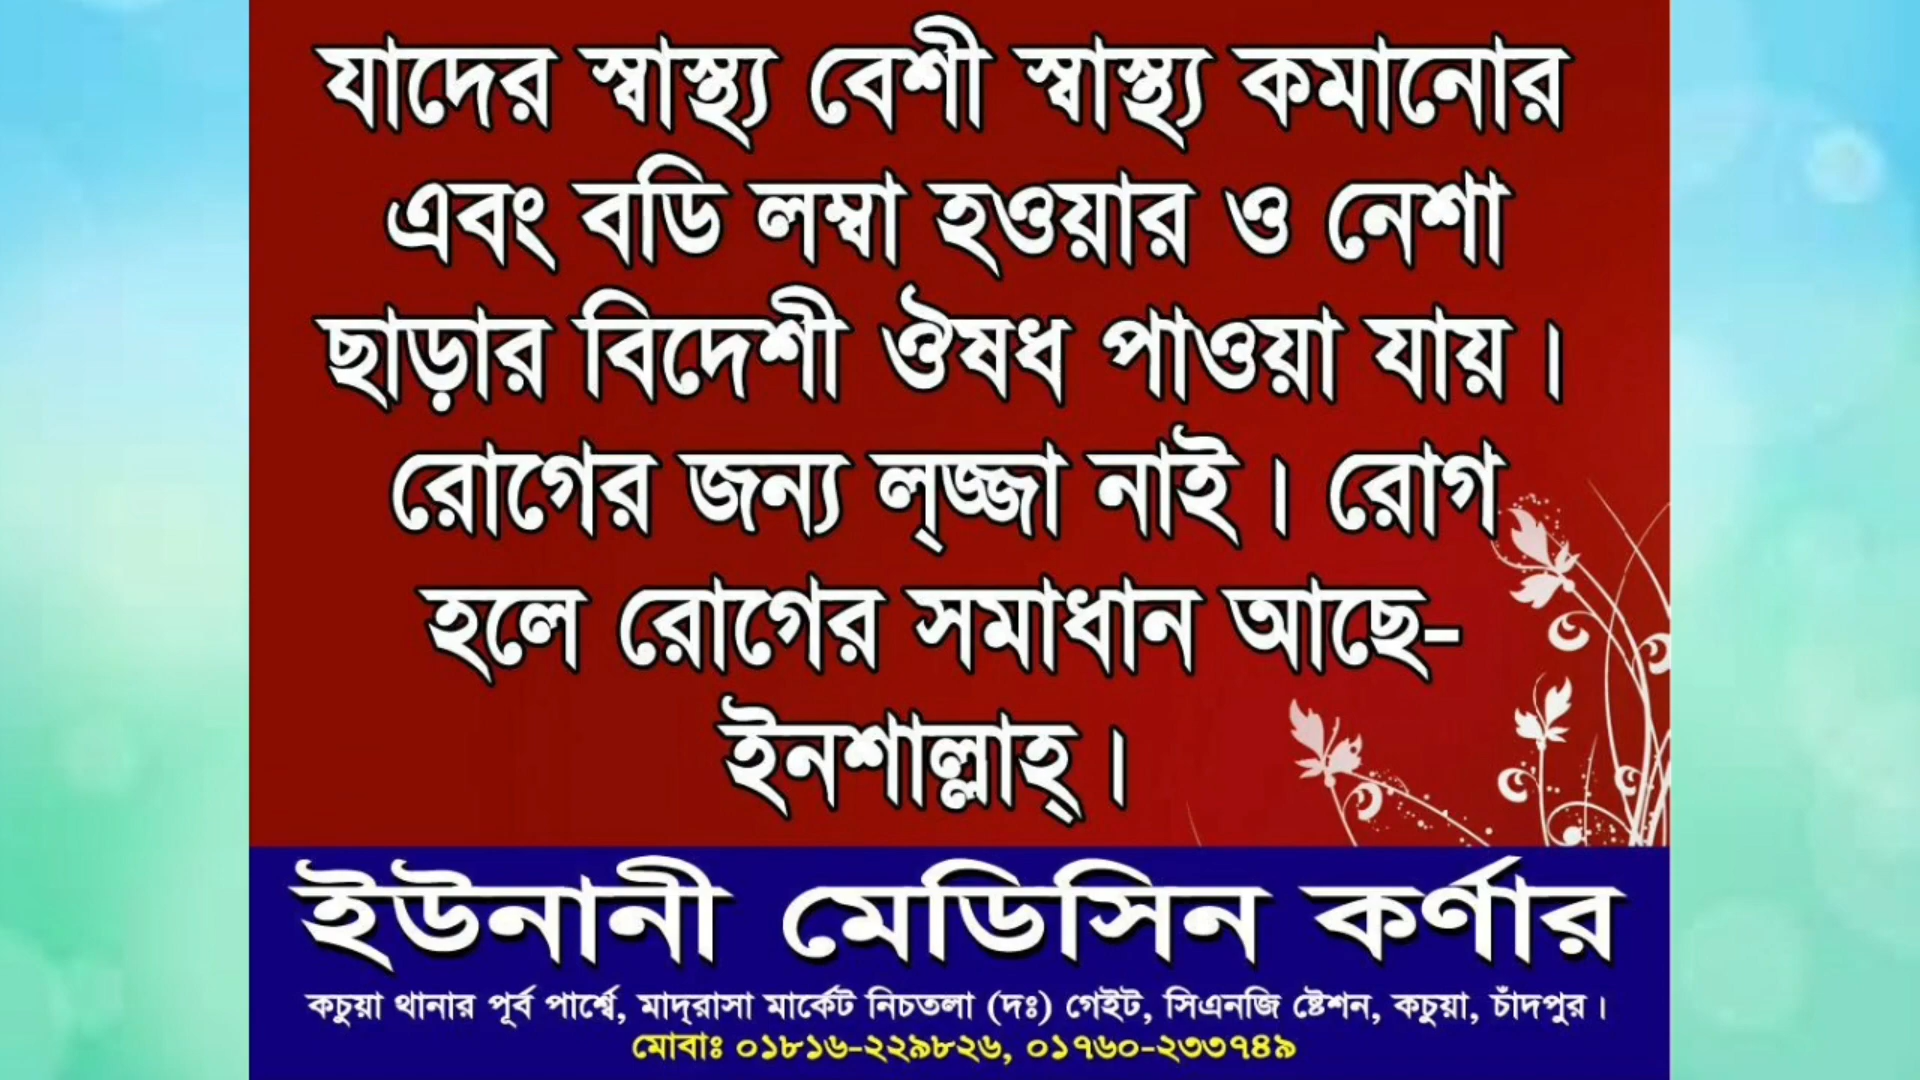 যাদের স্বাস্থ্য বেশী স্বাস্থ্য কমানোর
এবং বডি লম্বা হওয়ার ও নেশা
ছাড়ার বিদেশী ঔষধ পাওয়া যায়।
রোগের জন্য ল্জ্জা নাই। রোগ
হলে রোগের সমাধান আছে-
ইনশাল্লাহ্।
ইউনানী মেডিসিন কর্ণার
কচুয়া থানার পূর্ব পার্শ্বে, মাদ্রাসা মার্কেট নিচতলা (দঃ) গেইট, সিএনজি ষ্টেশন, কচুয়া, চাঁদপুর।
মোবাঃ ০১৮১৬-২২৯৮২৬, ০১৭৬০-২৩৩৭৪৯